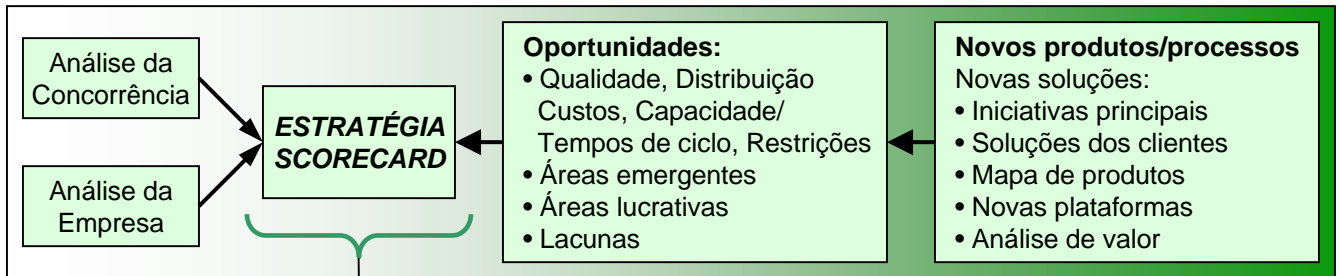 Análise da
Concorrência
Análise da
Empresa
ESTRATÉGIA
SCORECARD
Oportunidades:
• Qualidade, Distribuição
Custos, Capacidade/
Tempos de ciclo, Restrições
• Áreas emergentes
• Áreas lucrativas
• Lacunas
Novos produtos/processos
Novas soluções:
• Iniciativas principais
• Soluções dos clientes
• Mapa de produtos
• Novas plataformas
• Análise de valor